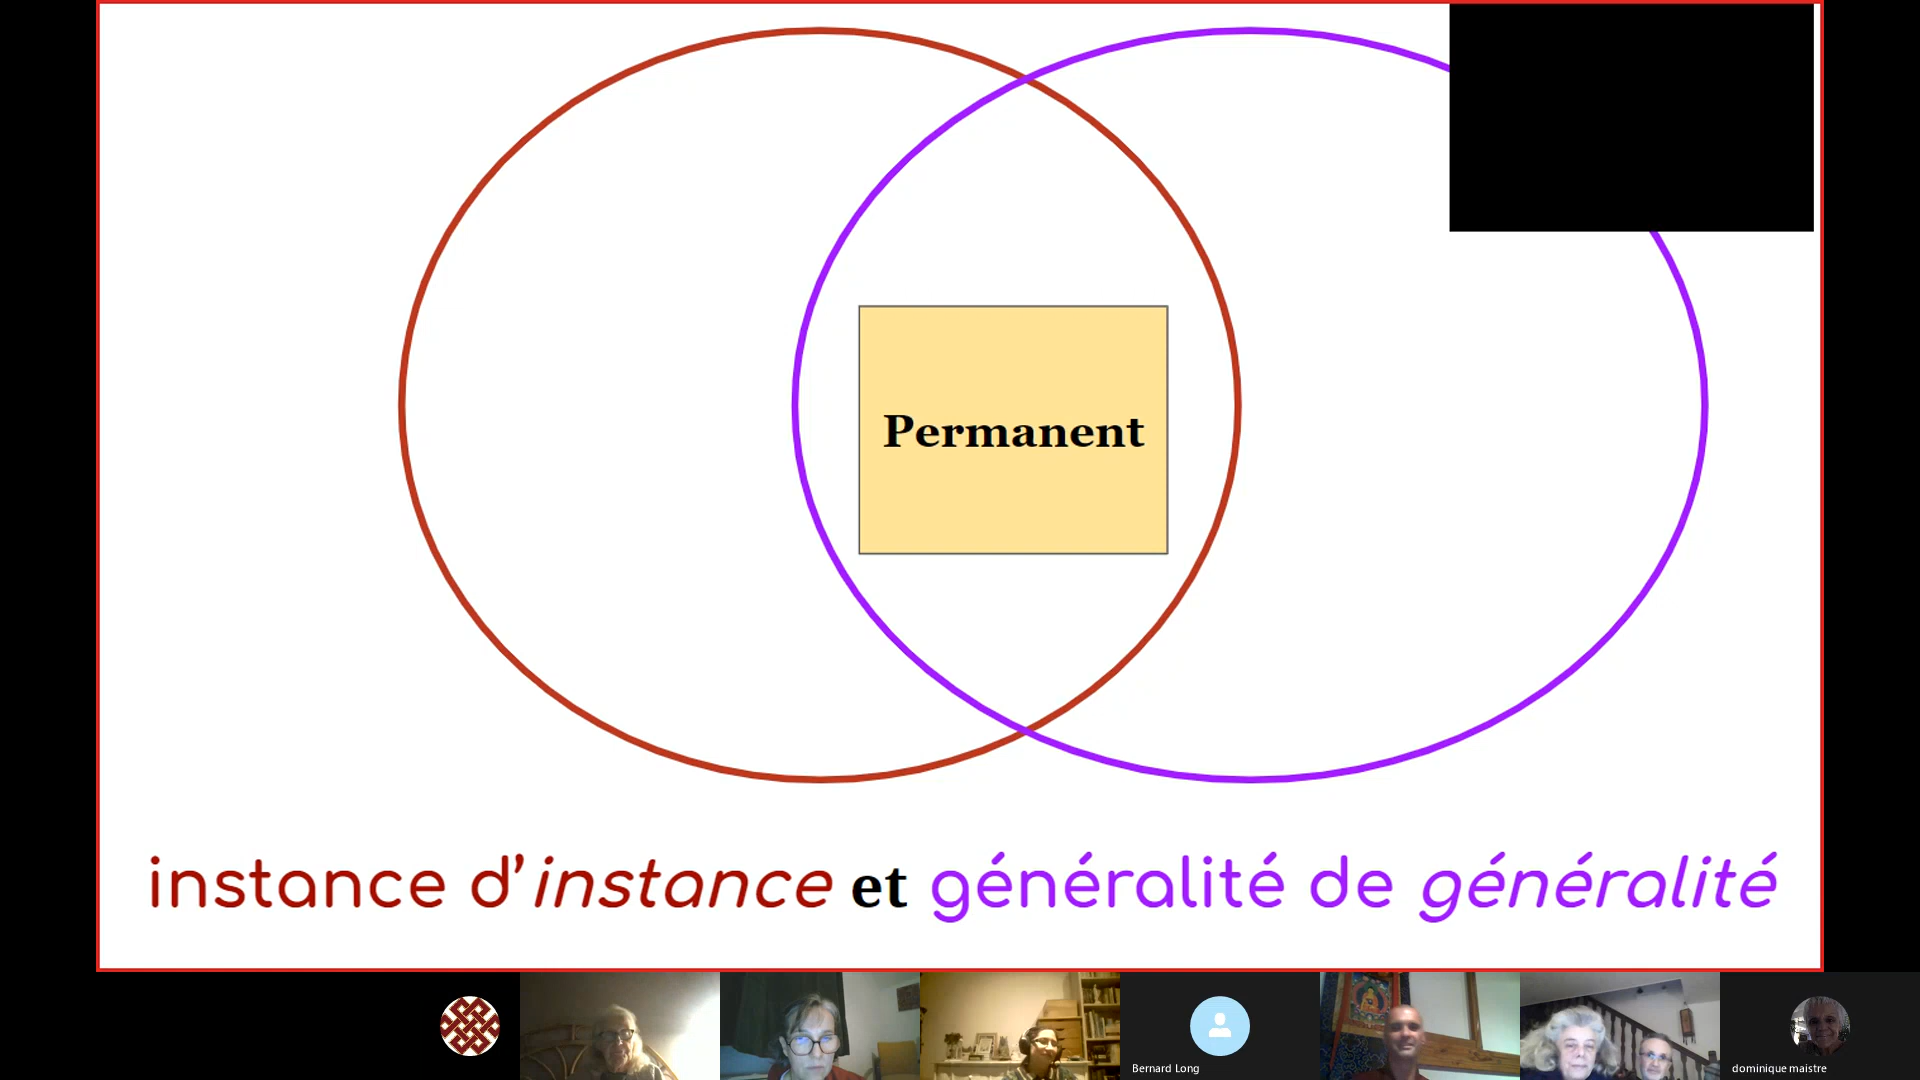 Permanent
instance d’instance et généralité de généralité
Bernard Long
dominique maistre